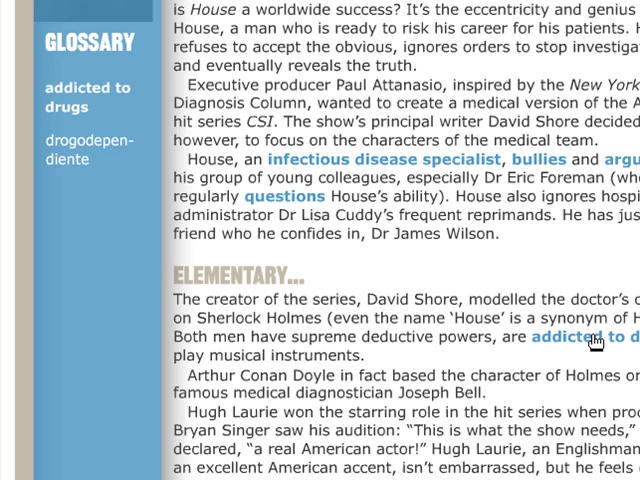 GLOSSARY
addicted to
drugs
drogodepen-
diente
is House a worldwide success? It's the eccentricity and genius
House, a man who is ready to risk his career for his patients. H
refuses to accept the obvious, ignores orders to stop investiga
and eventually reveals the truth.
Executive producer Paul Attanasio, inspired by the New York
Diagnosis Column, wanted to create a medical version of the A
hit series CSI. The show's principal writer David Shore decided
however, to focus on the characters of the medical team.
House, an infectious disease specialist, bullies and argu
his group of young colleagues, especially Dr Eric Foreman (who
regularly questions House's ability). House also ignores hospi
administrator Dr Lisa Cuddy's frequent reprimands. He has jus
friend who he confides in, Dr James Wilson.
ELEMENTARY...
The creator of the series, David Shore, modelled the doctor's c
on Sherlock Holmes (even the name 'House' is a synonym of H
Both men have supreme deductive powers, are addicted to d
play musical instruments.
Arthur Conan Doyle in fact based the character of Holmes on
famous medical diagnostician Joseph Bell.
Hugh Laurie won the starring role in the hit series when prod
Bryan Singer saw his audition: “This is what the show needs,”
declared, “a real American actor!” Hugh Laurie, an Englishman
an excellent American accent, isn't embarrassed, but he feels